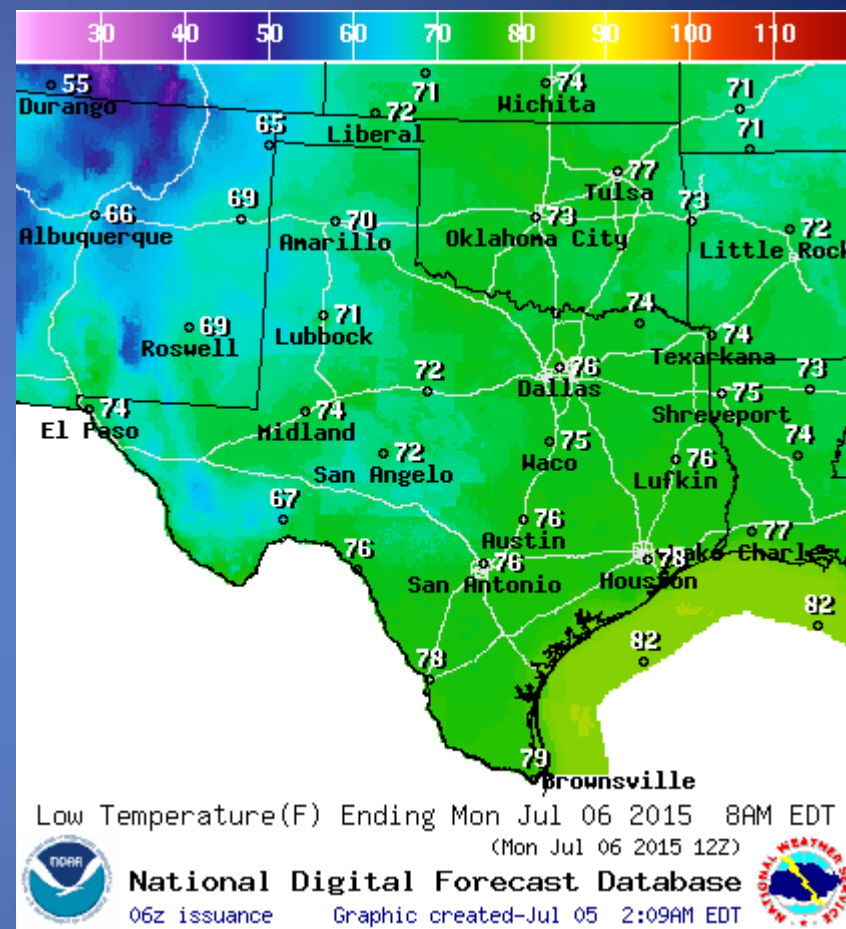 30 40 50 60 70 80 90 100 110
55 71 74 71
Durango Wichita
72
Liberal
65 71
77
Tulsa
66 69 70 73 73 72
Albuquerque Amarillo Oklahoma City Little Rock
69 71 74 74
Roswell Lubbock Texarkana
72 76 73
Dallas
74 74 75
El Paso Midland Shreveport
72 75 76 74
San Angelo Waco Lufkin
67 76 77
Austin
76 76 78 Lake Charle
San Antonio Houston
78 82 82
79
Brownsville
Low Temperature(F) Ending Mon Jul 06 2015 8AM EDT
(Mon Jul 06 2015 12Z)
NOAA
National Digital Forecast Database
06z issuance Graphic created-Jul 05 2:09AM EDT
NATIONAL WEATHER SERVICE